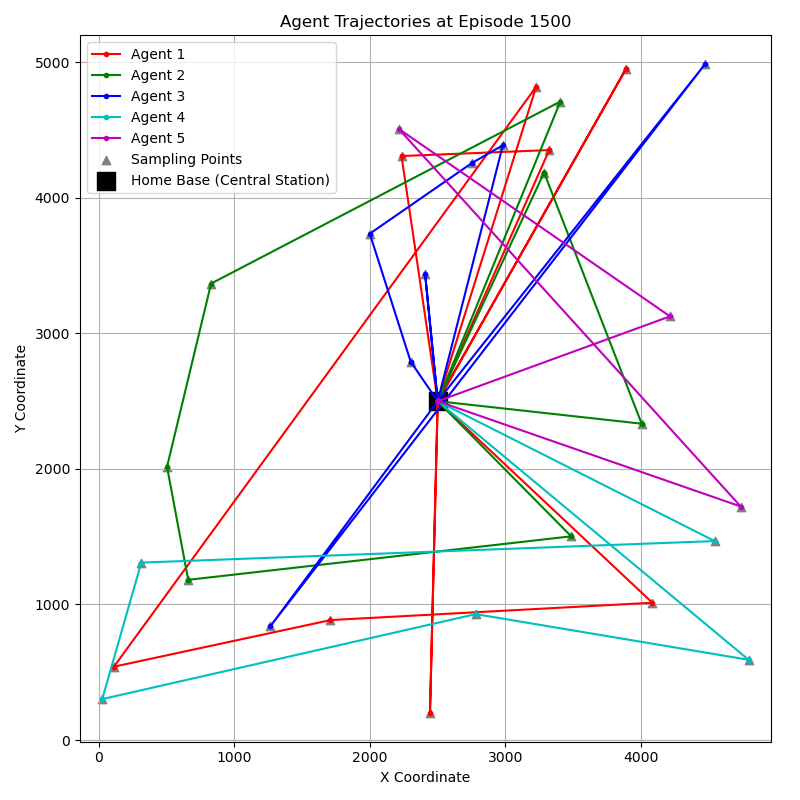 Agent Trajectories at Episode 1500
Agent 1
Agent 2
Agent 3
Agent 4
Agent 5
Sampling Points
Home Base (Central Station)
5000
4000
3000
2000
1000
0
Y Coordinate
0 1000 2000 3000 4000
X Coordinate